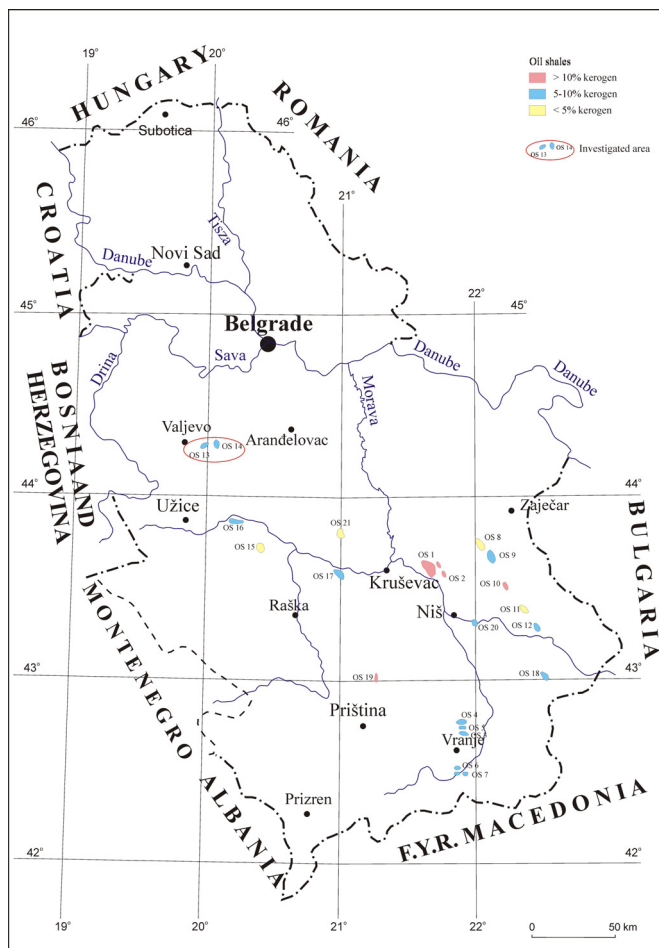 Oil shales
> 10% kerogen
5-10% kerogen
< 5% kerogen
OS 13
OS 14
Investigated area
19°
20°
HUNGARY
ROMANIA
46°
Subotica
46°
21°
CROATIA
Tisza
Novi Sad
Danube
45°
22°
45°
Belgrade
Drina
Sava
Danube
Danube
BOSNIA AND
HERZEGOVINA
Morava
Valjevo
Aranđelovac
OS 13
OS 14
44°
44°
Užice
Zaječar
OS 16
OS 21
OS 15
OS 8
OS 9
BULGARIA
OS 17
OS 1
OS 2
Kruševac
OS 10
Raška
Niš
OS 11
OS 20
OS 12
43°
43°
MONTENEGRO
OS 19
OS 18
Priština
OS 4
OS 5
Vranje
OS 6
OS 7
ALBANIA
Prizren
F.Y.R. MACEDONIA
42°
42°
19°
20°
21°
22°
0
50 km